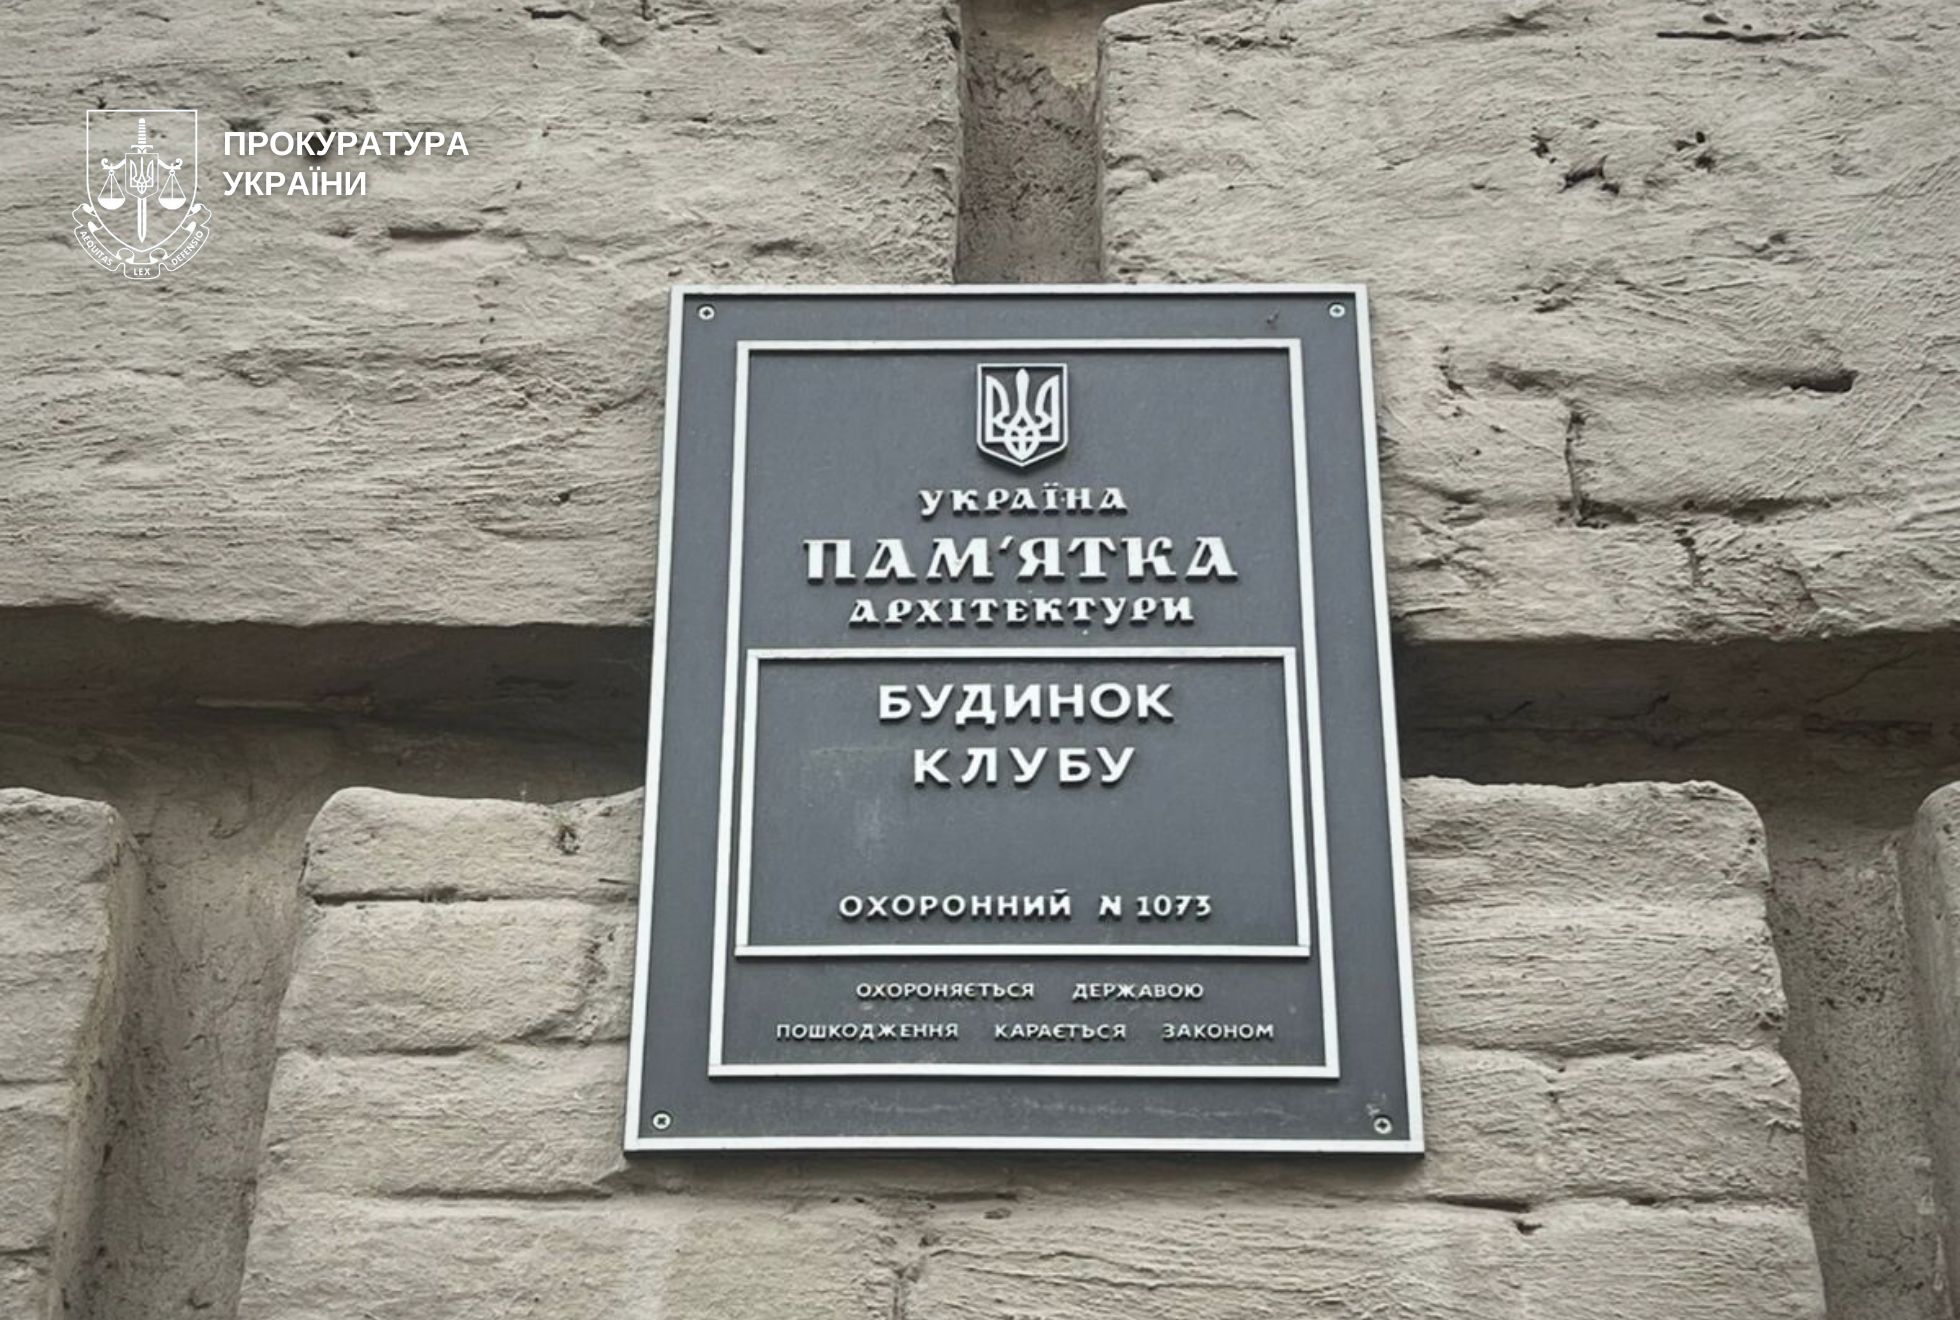 ПРОКУРАТУРА
УКРАЇНИ
AEQUITAS LEX DEFENSIO
УКРАЇНА
ПАМ'ЯТКА
АРХІТЕКТУРИ
БУДИНОК
КЛУБУ
ОХОРОННИЙ N 1073
ОХОРОНЯЄТЬСЯ ДЕРЖАВОЮ
ПОШКОДЖЕННЯ КАРАЄТЬСЯ ЗАКОНОМ